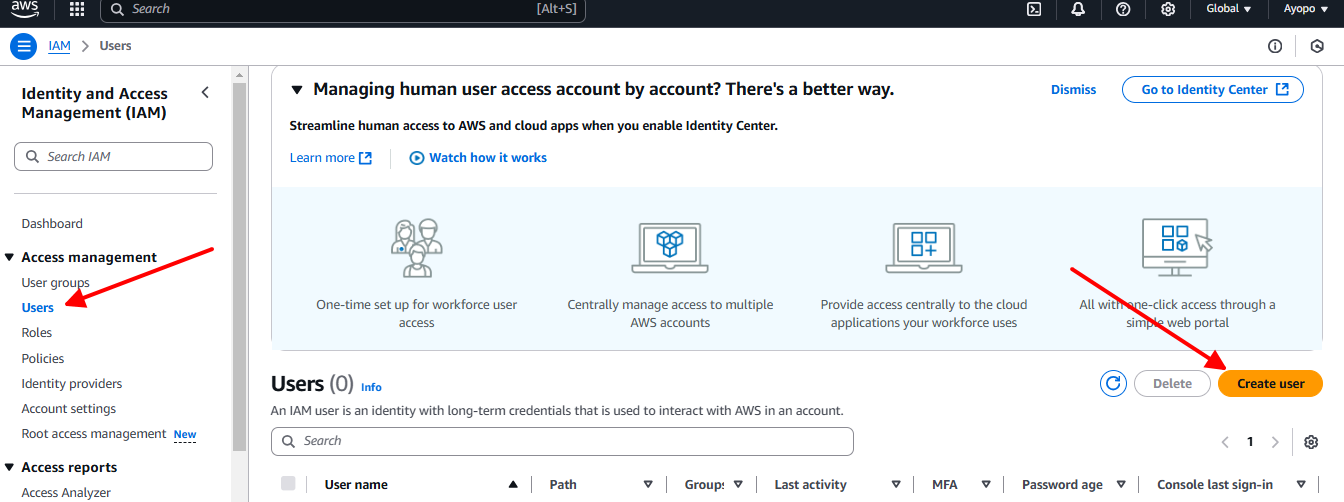 aws
Search
[Alt+S]
Global
Ayopo
IAM
Users
Identity and Access
Management (IAM)
Search IAM
Dashboard
Access management
User groups
Users
Roles
Policies
Identity providers
Account settings
Root access management New
Access reports
Access Analyzer
Managing human user access account by account? There's a better way.
Dismiss
Go to Identity Center
Streamline human access to AWS and cloud apps when you enable Identity Center.
Learn more
Watch how it works
One-time set up for workforce user
access
Centrally manage access to multiple
AWS accounts
Provide access centrally to the cloud
applications your workforce uses
All with one-click access through a
simple web portal
Users (0) Info
Delete
Create user
An IAM user is an identity with long-term credentials that is used to interact with AWS in an account.
Search
1
User name
Path
Groups
Last activity
MFA
Password age
Console last sign-in